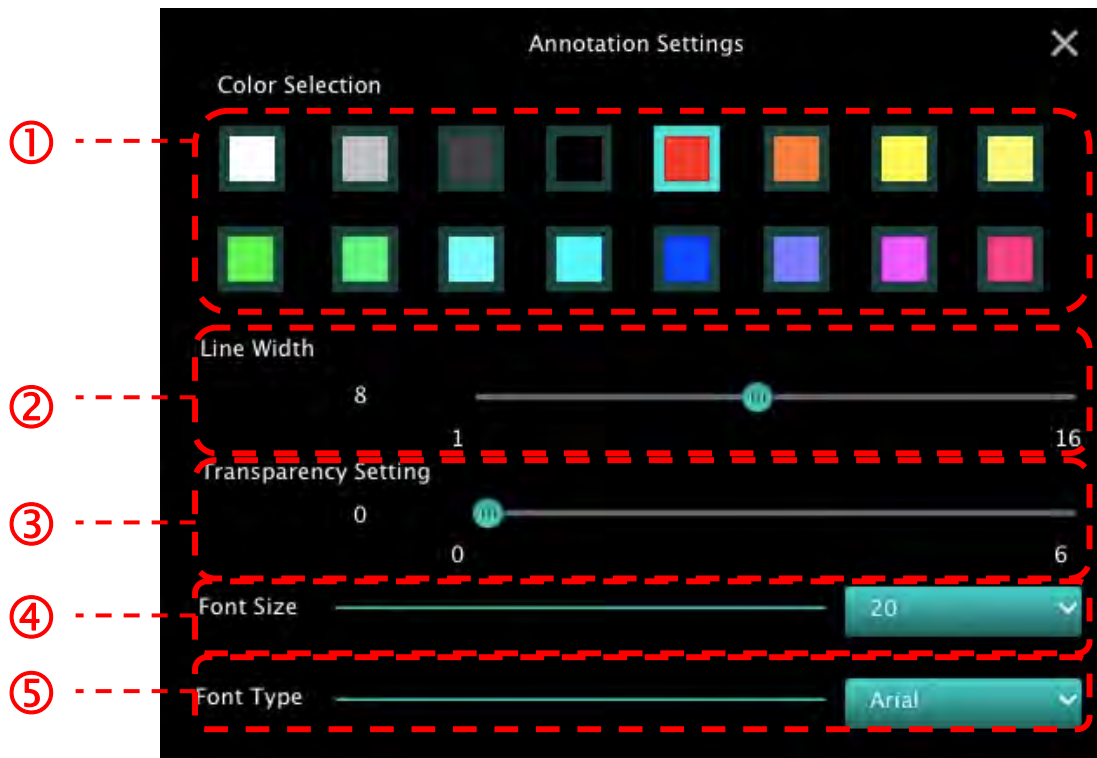 Annotation Settings
Color Selection
①
Line Width
② 8
1 16
Transparency Setting
③ 0
0 6
④ Font Size 20
⑤ Font Type Arial